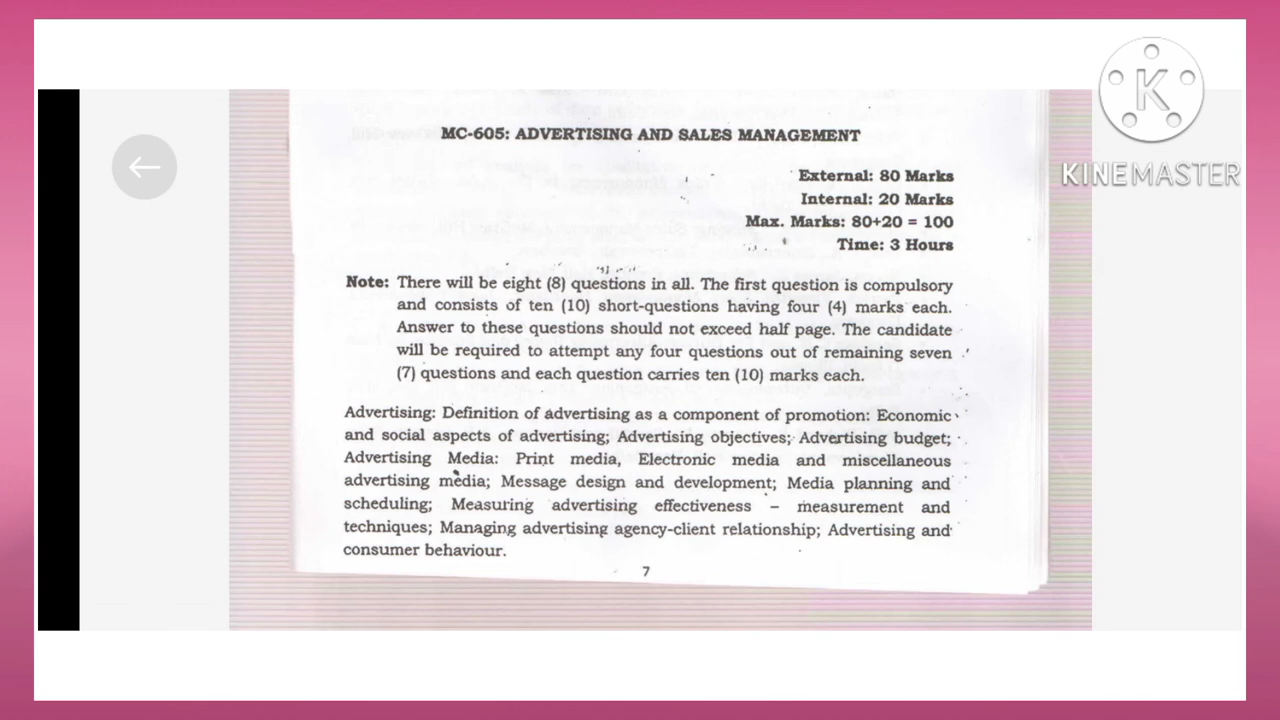 MC-605: ADVERTISING AND SALES MANAGEMENT
External: 80 Marks
Internal: 20 Marks
Max. Marks: 80+20 = 100
Time: 3 Hours
Note: There will be eight (8) questions in all. The first question is compulsory
and consists of ten (10) short-questions having four (4) marks each.
Answer to these questions should not exceed half page. The candidate
will be required to attempt any four questions out of remaining seven
(7) questions and each question carries ten (10) marks each.
Advertising: Definition of advertising as a component of promotion: Economic
and social aspects of advertising; Advertising objectives; Advertising budget;
Advertising Media: Print media, Electronic media and miscellaneous
advertising media; Message design and development; Media planning and
scheduling; Measuring advertising effectiveness – measurement and
techniques; Managing advertising agency-client relationship; Advertising and
consumer behaviour.
7
K
KINEMASTER